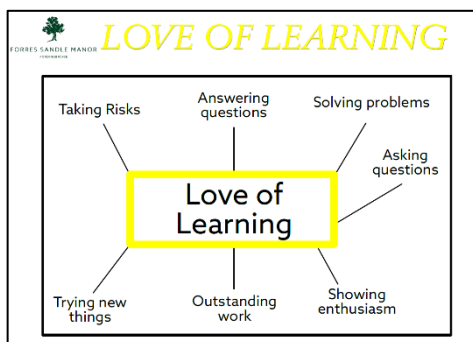 LOVE OF LEARNING
FORRES SANDLE MANOR
Taking Risks
Answering
questions
Solving problems
Asking
questions
Love of
Learning
Trying new
things
Outstanding
work
Showing
enthusiasm